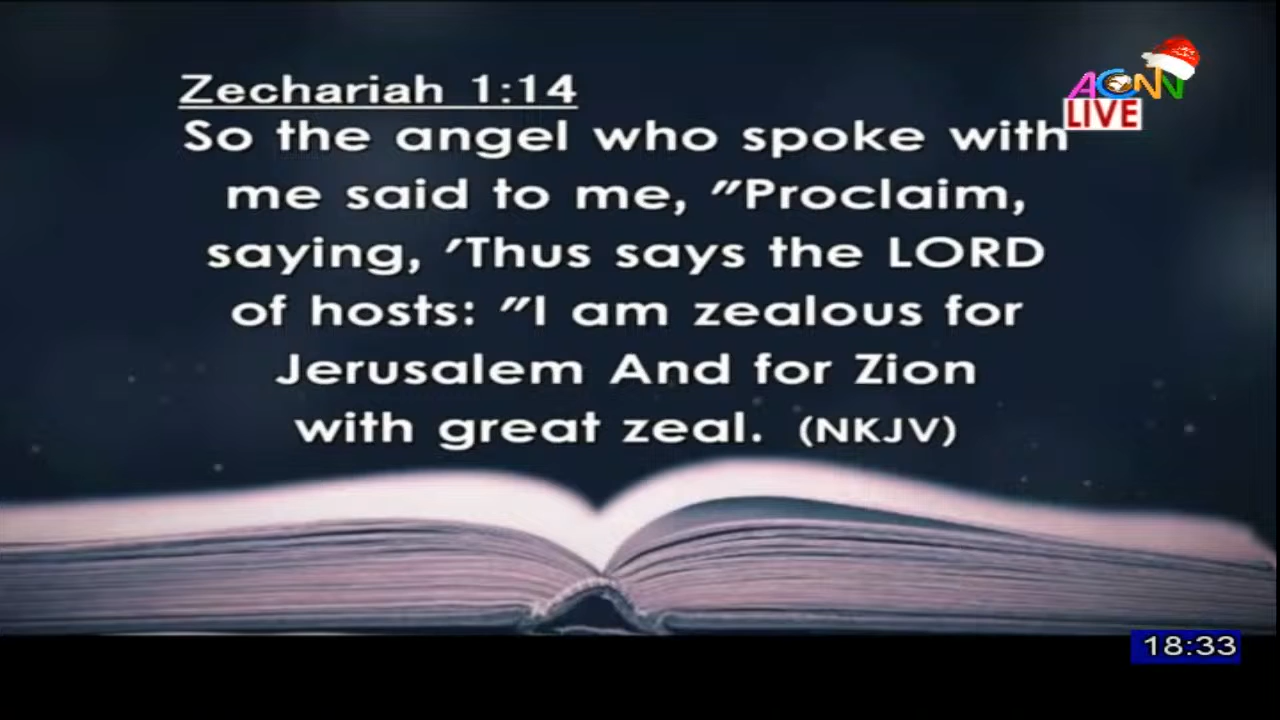 Zechariah 1:14
So the angel who spoke with
me said to me, "Proclaim,
saying, 'Thus says the LORD
of hosts: "I am zealous for
Jerusalem And for Zion
with great zeal. (NKJV)
ACNN
LIVE
18:33